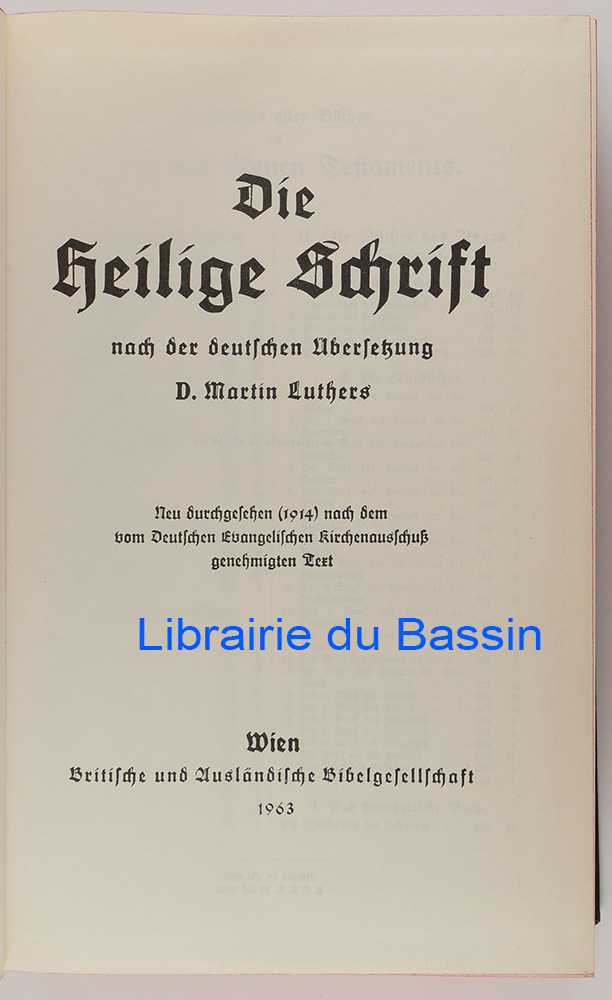 Die
Heilige Schrift
nach der deutschen Übersetzung
D. Martin Luthers
Neu durchgesehen (1914) nach dem
vom Deutschen Evangelischen Kirchenausschuß
genehmigten Text
Librairie du Bassin
Wien
Britische und Ausländische Bibelgesellschaft
1963